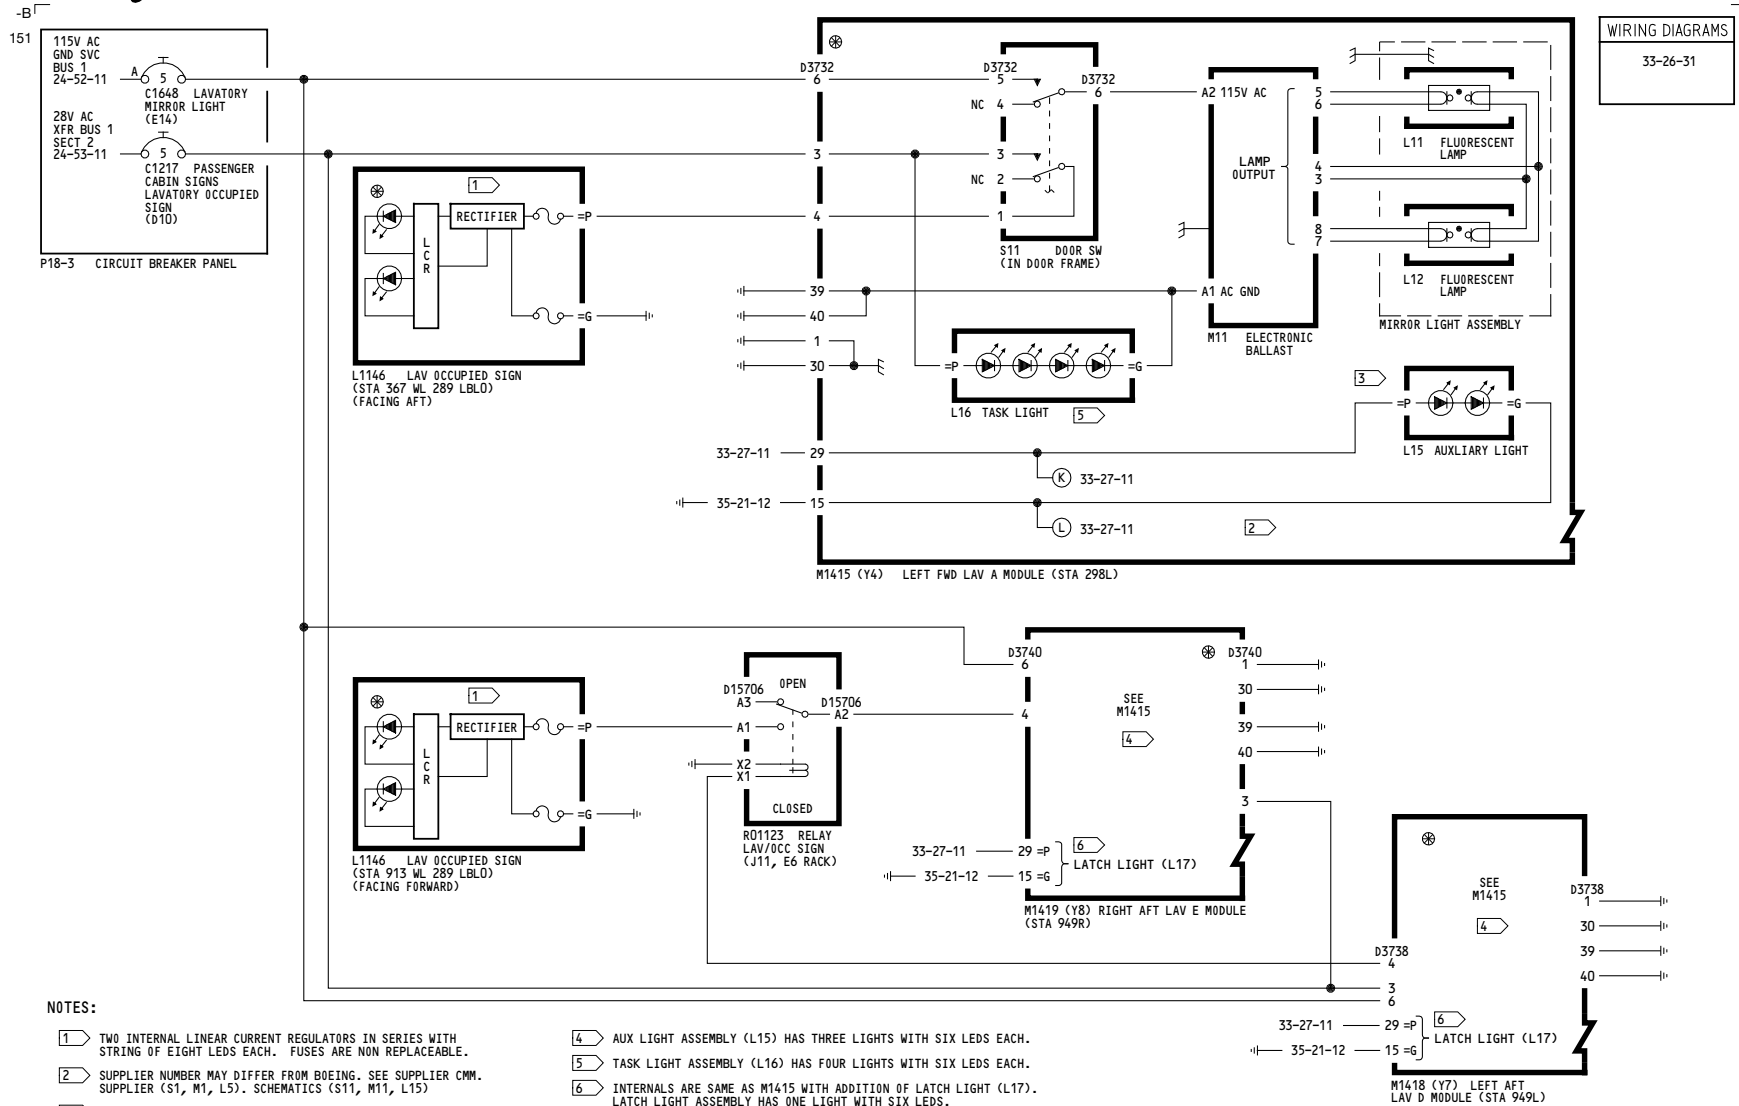 -B
151
115V AC
GND SVC
BUS 1
24-52-11
A
5
C1648 LAVATORY
MIRROR LIGHT
(E14)
28V AC
XFR BUS 1
SECT 2
24-53-11
5
C1217 PASSENGER
CABIN SIGNS
LAVATORY OCCUPIED
SIGN
(D10)
P18-3 CIRCUIT BREAKER PANEL
1
RECTIFIER
LCR
=P
=G
L1146 LAV OCCUPIED SIGN
(STA 367 WL 289 LBL0)
(FACING AFT)
D3732
6
3
4
39
40
1
30
33-27-11 29
35-21-12 15
D3732
5
NC 4
3
NC 2
1
D3732
6
S11 DOOR SW
(IN DOOR FRAME)
A2 115V AC
LAMP
OUTPUT
5
6
4
3
8
7
A1 AC GND
M11 ELECTRONIC
BALLAST
L11 FLUORESCENT
LAMP
L12 FLUORESCENT
LAMP
MIRROR LIGHT ASSEMBLY
=P
=G
L16 TASK LIGHT
5
3
=P
=G
L15 AUXLIARY LIGHT
K 33-27-11
L 33-27-11
2
M1415 (Y4) LEFT FWD LAV A MODULE (STA 298L)
WIRING DIAGRAMS
33-26-31
1
RECTIFIER
LCR
=P
=G
L1146 LAV OCCUPIED SIGN
(STA 913 WL 289 LBL0)
(FACING FORWARD)
D15706
A3
OPEN
D15706
A2
A1
X2
X1
CLOSED
R01123 RELAY
LAV/OCC SIGN
(J11, E6 RACK)
D3740
6
4
SEE
M1415
4
D3740
1
30
39
40
3
33-27-11 29 =P
35-21-12 15 =G
6
LATCH LIGHT (L17)
M1419 (Y8) RIGHT AFT LAV E MODULE
(STA 949R)
SEE
M1415
4
D3738
1
30
39
40
D3738
4
3
6
33-27-11 29 =P
35-21-12 15 =G
6
LATCH LIGHT (L17)
M1418 (Y7) LEFT AFT
LAV D MODULE (STA 949L)
NOTES:
1 TWO INTERNAL LINEAR CURRENT REGULATORS IN SERIES WITH
STRING OF EIGHT LEDS EACH. FUSES ARE NON REPLACEABLE.
2 SUPPLIER NUMBER MAY DIFFER FROM BOEING. SEE SUPPLIER CMM.
SUPPLIER (S1, M1, L5). SCHEMATICS (S11, M11, L15)
4 AUX LIGHT ASSEMBLY (L15) HAS THREE LIGHTS WITH SIX LEDS EACH.
5 TASK LIGHT ASSEMBLY (L16) HAS FOUR LIGHTS WITH SIX LEDS EACH.
6 INTERNALS ARE SAME AS M1415 WITH ADDITION OF LATCH LIGHT (L17).
LATCH LIGHT ASSEMBLY HAS ONE LIGHT WITH SIX LEDS.